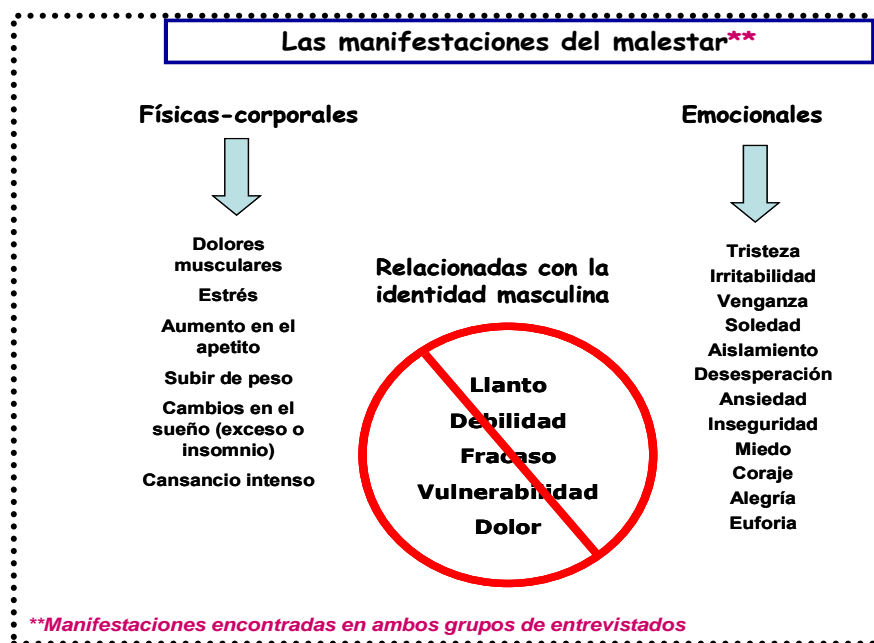 Las manifestaciones del malestar**
Físicas-corporales
Dolores
musculares
Estrés
Aumento en el
apetito
Subir de peso
Cambios en el
sueño (exceso o
insomnio)
Cansancio intenso
Relacionadas con la
identidad masculina
Llanto
Debilidad
Fracaso
Vulnerabilidad
Dolor
Emocionales
Tristeza
Irritabilidad
Venganza
Soledad
Aislamiento
Desesperación
Ansiedad
Inseguridad
Miedo
Coraje
Alegría
Euforia
**Manifestaciones encontradas en ambos grupos de entrevistados